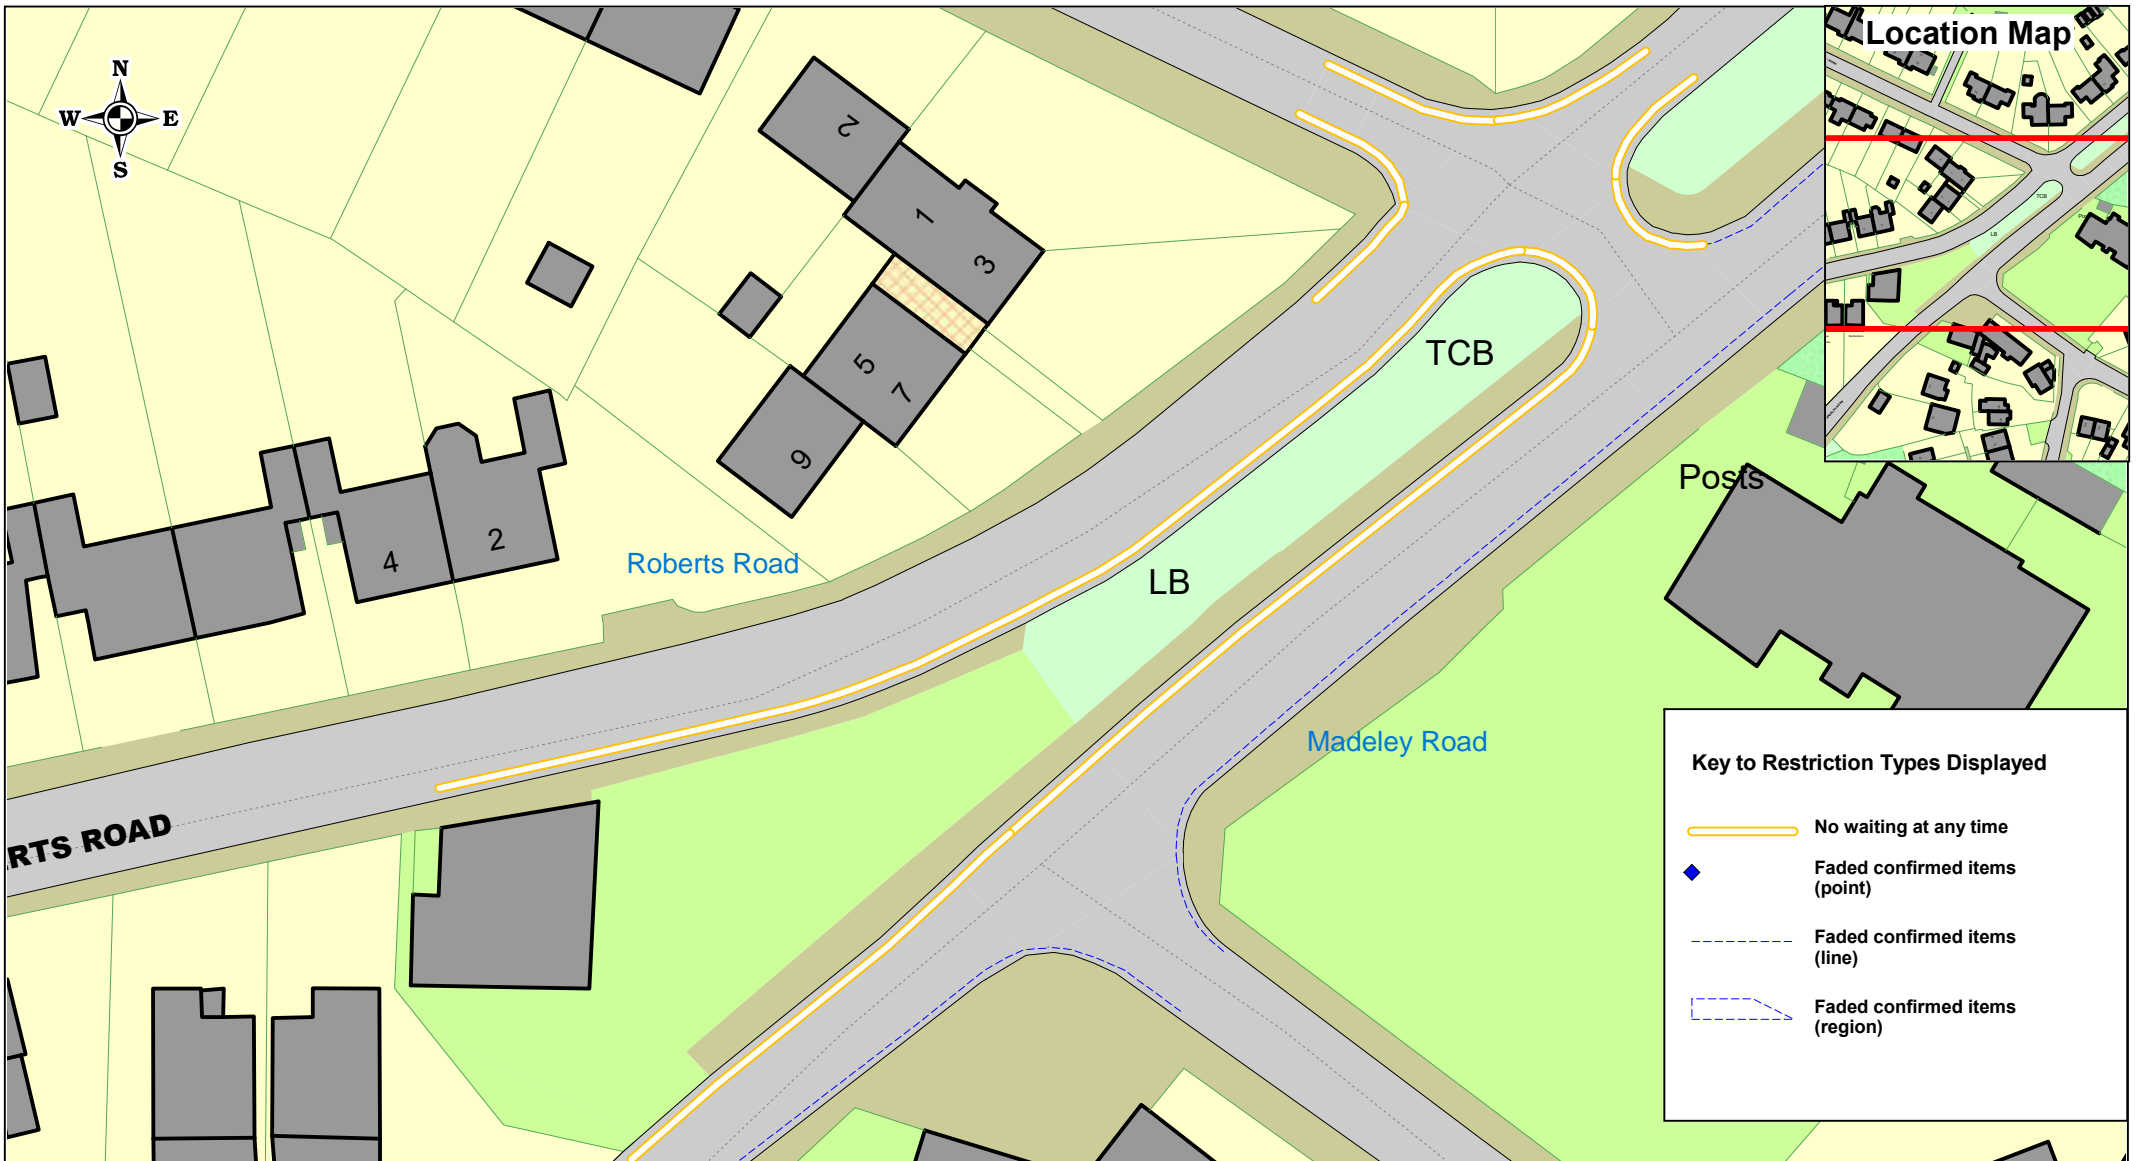 Location Map
N
W E
S
2
1
3
5
7
9
TCB
LB
Posts
4
2
Roberts Road
Madeley Road
RTS ROAD
TCB
LB
Key to Restriction Types Displayed
No waiting at any time
Faded confirmed items
(point)
Faded confirmed items
(line)
Faded confirmed items
(region)